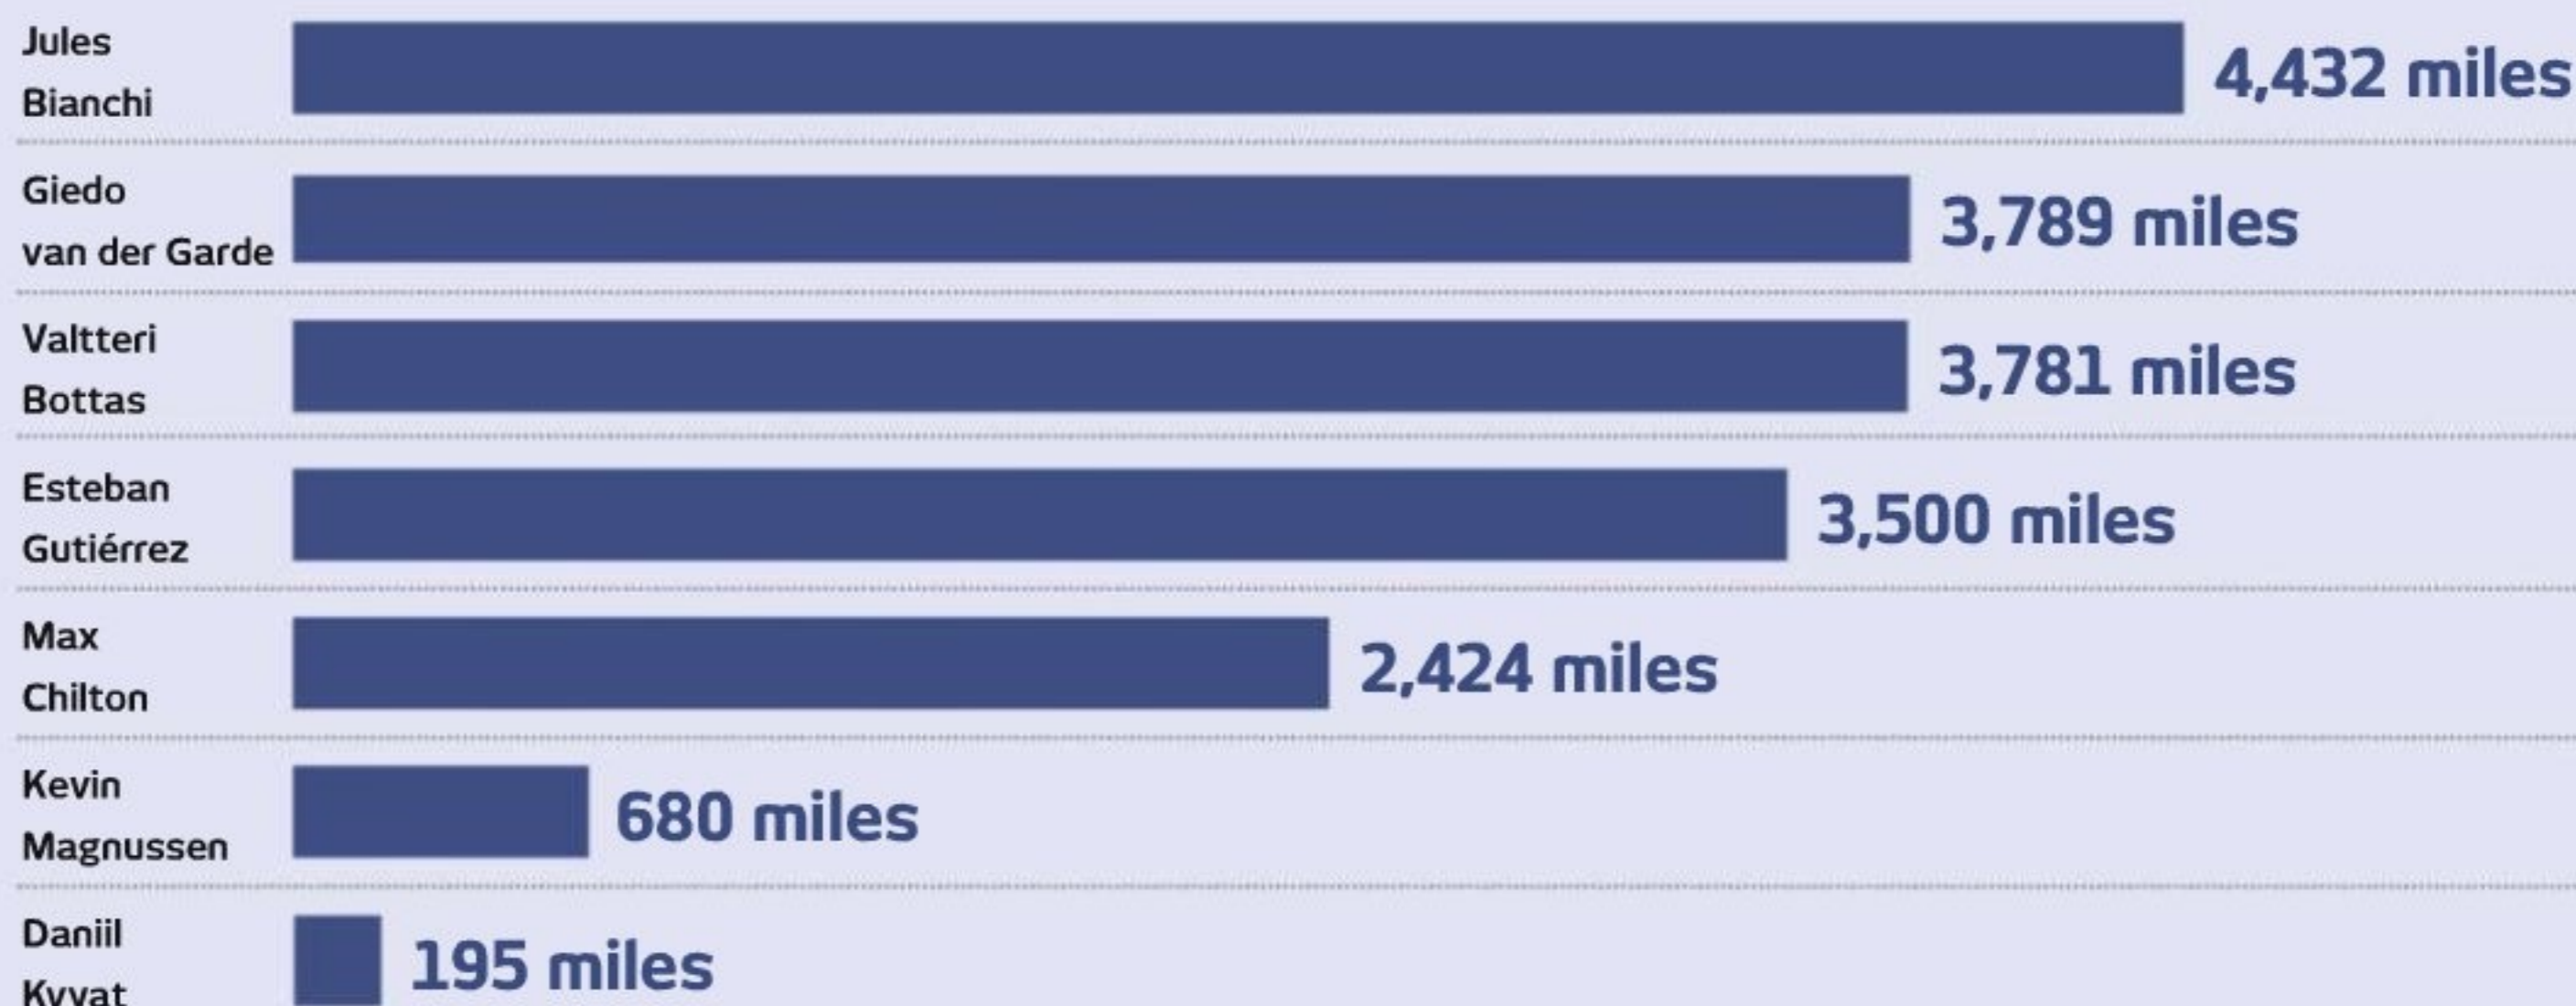 Jules
Bianchi
4,432 miles
Giedo
van der Garde
3,789 miles
Valtteri
Bottas
3,781 miles
Esteban
Gutiérrez
3,500 miles
Max
Chilton
2,424 miles
Kevin
Magnussen
680 miles
Daniil
Kvyat
195 miles